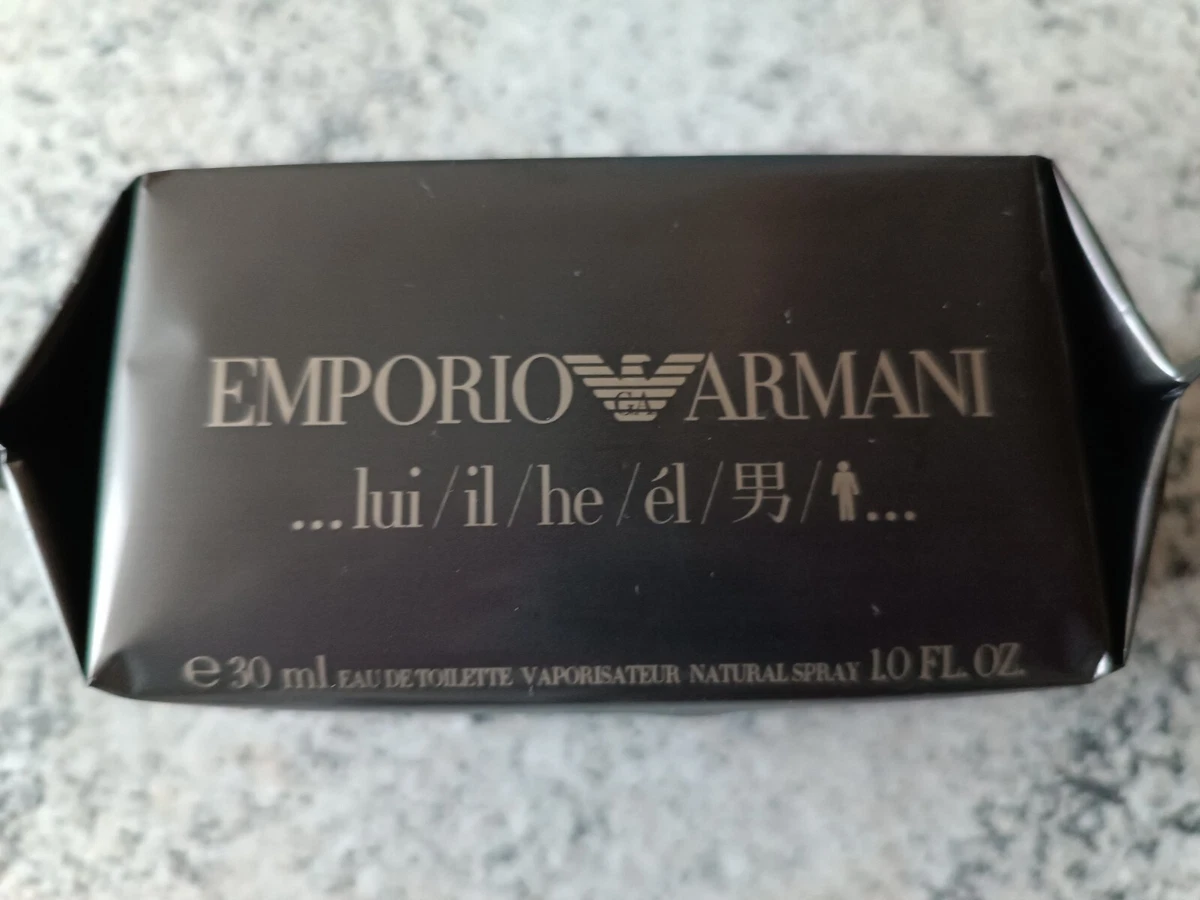 EMPORIO GA ARMANI
...lui/il/he/él/男/...
℮ 30 ml. EAU DE TOILETTE VAPORISATEUR NATURAL SPRAY 1.0 FL. OZ.